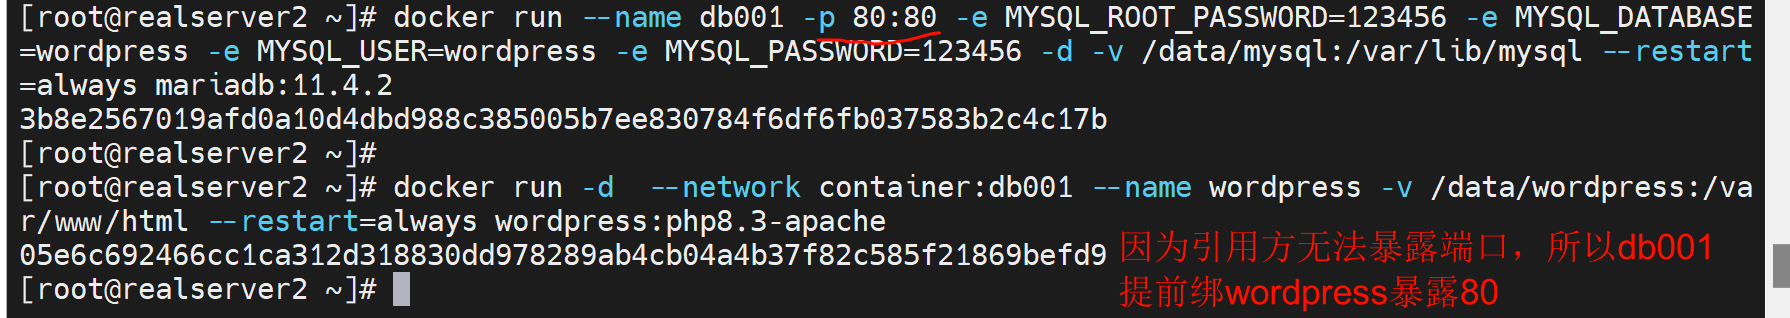 [root@realserver2 ~]# docker run --name db001 -p 80:80 -e MYSQL_ROOT_PASSWORD=123456 -e MYSQL_DATABASE
=wordpress -e MYSQL_USER=wordpress -e MYSQL_PASSWORD=123456 -d -v /data/mysql:/var/lib/mysql --restart
=always mariadb:11.4.2
3b8e2567019afd0a10d4dbd988c385005b7ee830784f6df6fb037583b2c4c17b
[root@realserver2 ~]#
[root@realserver2 ~]# docker run -d  --network container:db001 --name wordpress -v /data/wordpress:/va
r/www/html --restart=always wordpress:php8.3-apache
05e6c692466cc1ca312d318830dd978289ab4cb04a4b37f82c585f21869befd9
[root@realserver2 ~]#
因为引用方无法暴露端口，所以db001
提前绑wordpress暴露80